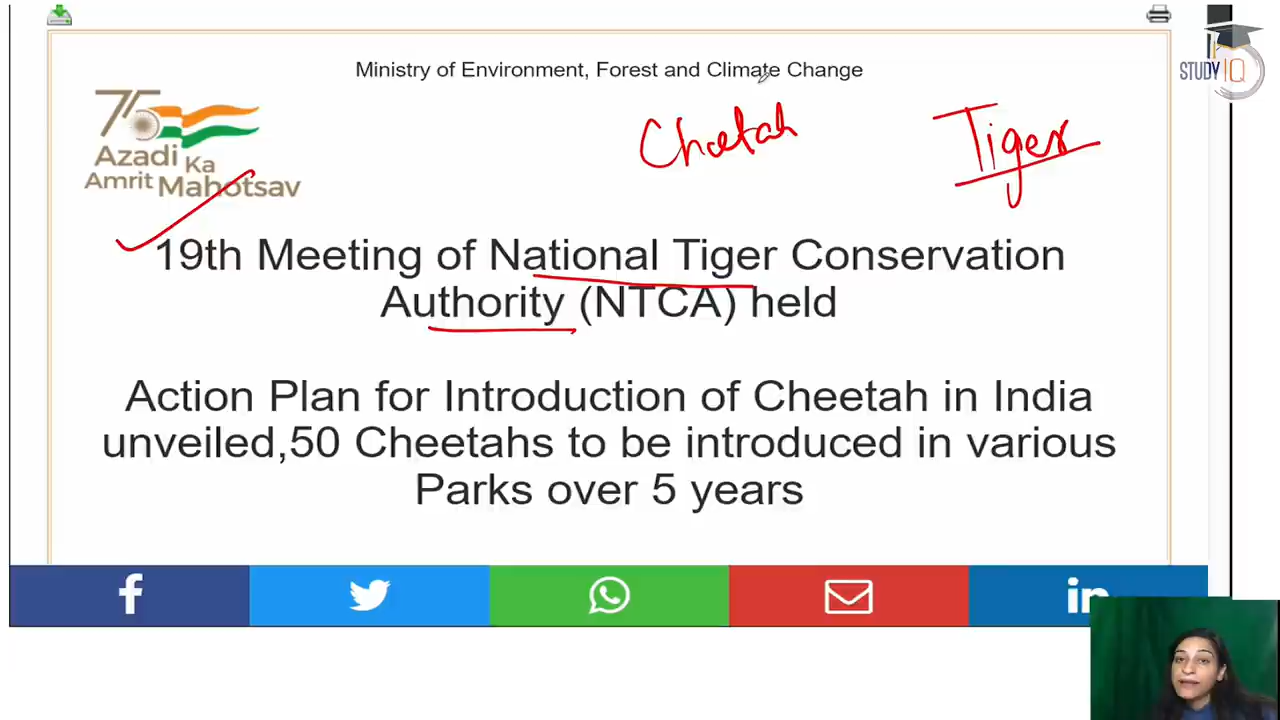 Ministry of Environment, Forest and Climate Change
STUDY IQ
75
Azadi Ka
Amrit Mahotsav
Cheetah
Tiger
19th Meeting of National Tiger Conservation
Authority (NTCA) held
Action Plan for Introduction of Cheetah in India
unveiled,50 Cheetahs to be introduced in various
Parks over 5 years
f
in